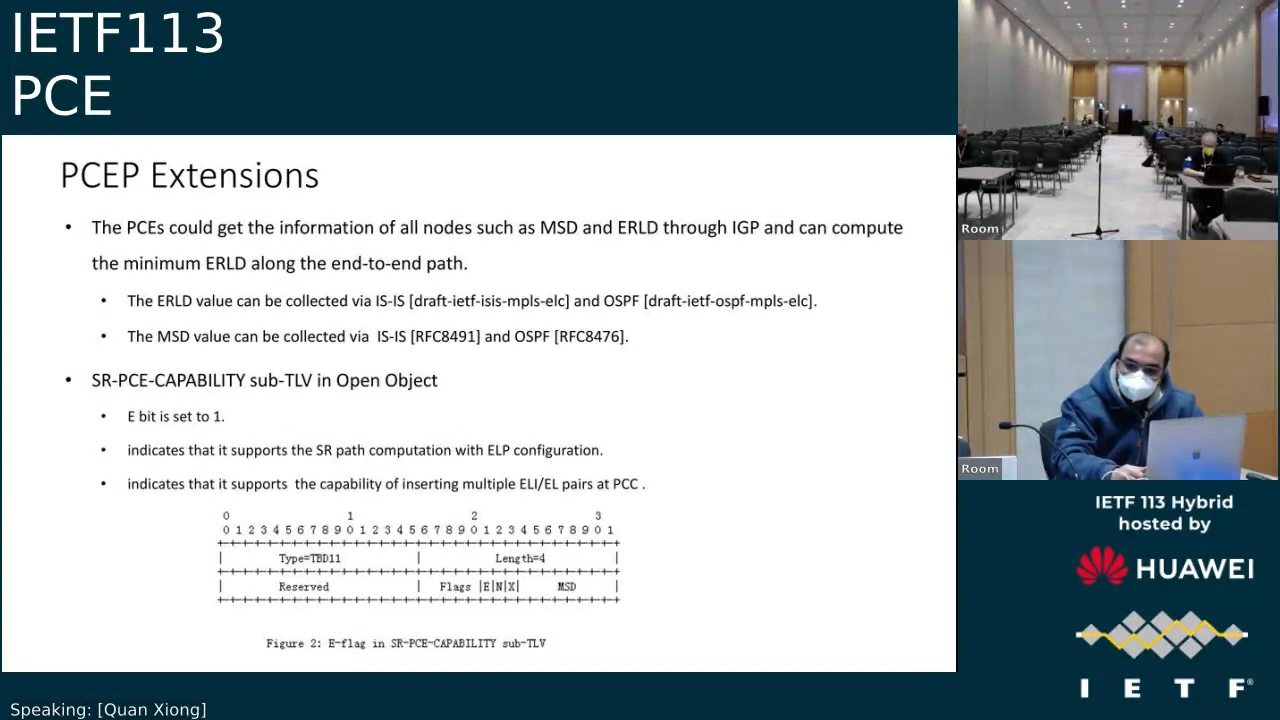 IETF113
PCE
PCEP Extensions
• The PCEs could get the information of all nodes such as MSD and ERLD through IGP and can compute
the minimum ERLD along the end-to-end path.
• The ERLD value can be collected via IS-IS [draft-ietf-isis-mpls-elc] and OSPF [draft-ietf-ospf-mpls-elc].
• The MSD value can be collected via IS-IS [RFC8491] and OSPF [RFC8476].
• SR-PCE-CAPABILITY sub-TLV in Open Object
• E bit is set to 1.
• indicates that it supports the SR path computation with ELP configuration.
• indicates that it supports the capability of inserting multiple ELI/EL pairs at PCC .
0 1 2 3
0 1 2 3 4 5 6 7 8 9 0 1 2 3 4 5 6 7 8 9 0 1 2 3 4 5 6 7 8 9 0 1
+-+-+-+-+-+-+-+-+-+-+-+-+-+-+-+-+-+-+-+-+-+-+-+-+-+-+-+-+-+-+-+-+
| Type=TBD11 | Length=4 |
+-+-+-+-+-+-+-+-+-+-+-+-+-+-+-+-+-+-+-+-+-+-+-+-+-+-+-+-+-+-+-+-+
| Reserved | Flags |E|N|X| MSD |
+-+-+-+-+-+-+-+-+-+-+-+-+-+-+-+-+-+-+-+-+-+-+-+-+-+-+-+-+-+-+-+-+
Figure 2: E-flag in SR-PCE-CAPABILITY sub-TLV
Room
Room
IETF 113 Hybrid
hosted by
HUAWEI
I E T F®
Speaking: [Quan Xiong]